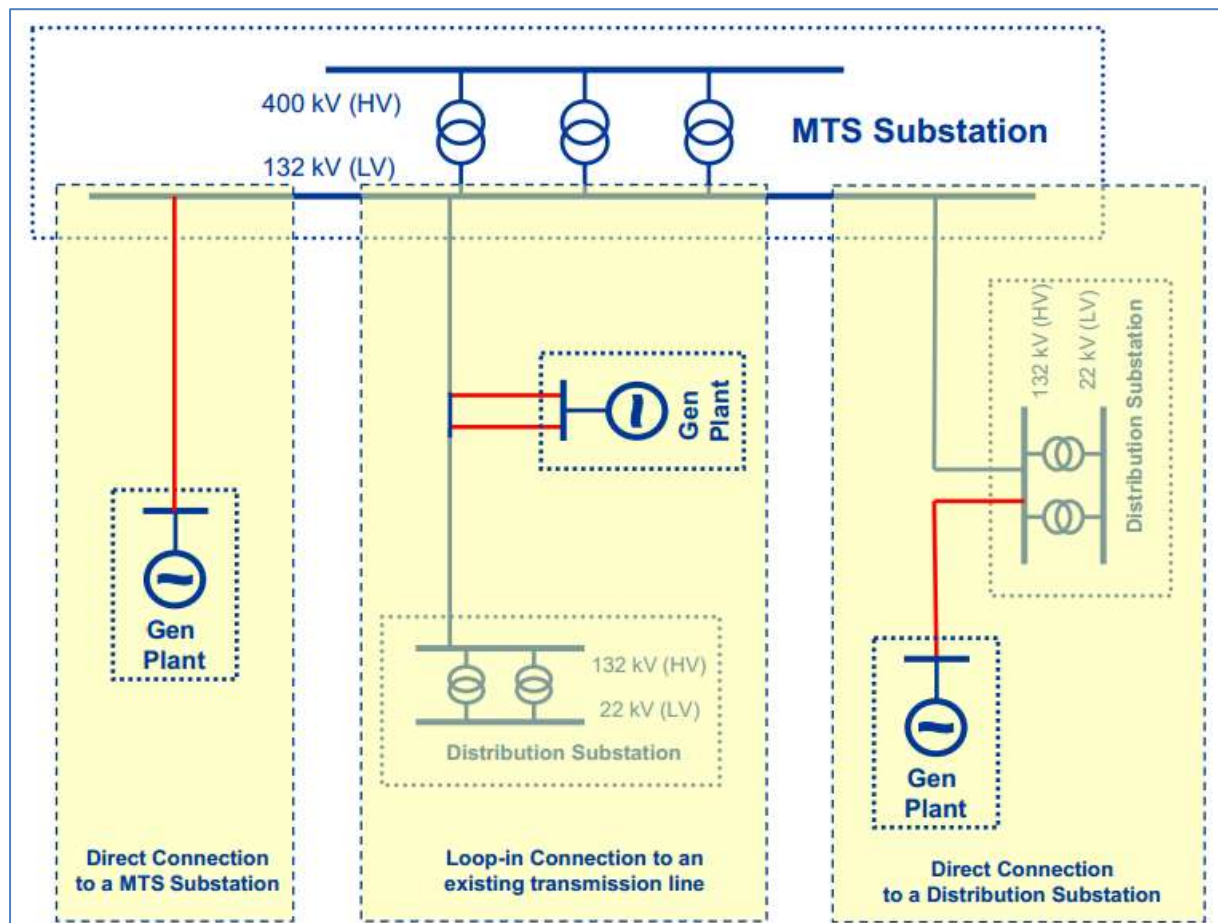 400 kV (HV)
MTS Substation
132 kV (LV)
Gen
Plant
Direct Connection
to a MTS Substation
Gen
Plant
132 kV (HV)
22 kV (LV)
Distribution Substation
Loop-in Connection to an
existing transmission line
132 kV (HV)
22 kV (LV)
Distribution Substation
Gen
Plant
Direct Connection
to a Distribution Substation